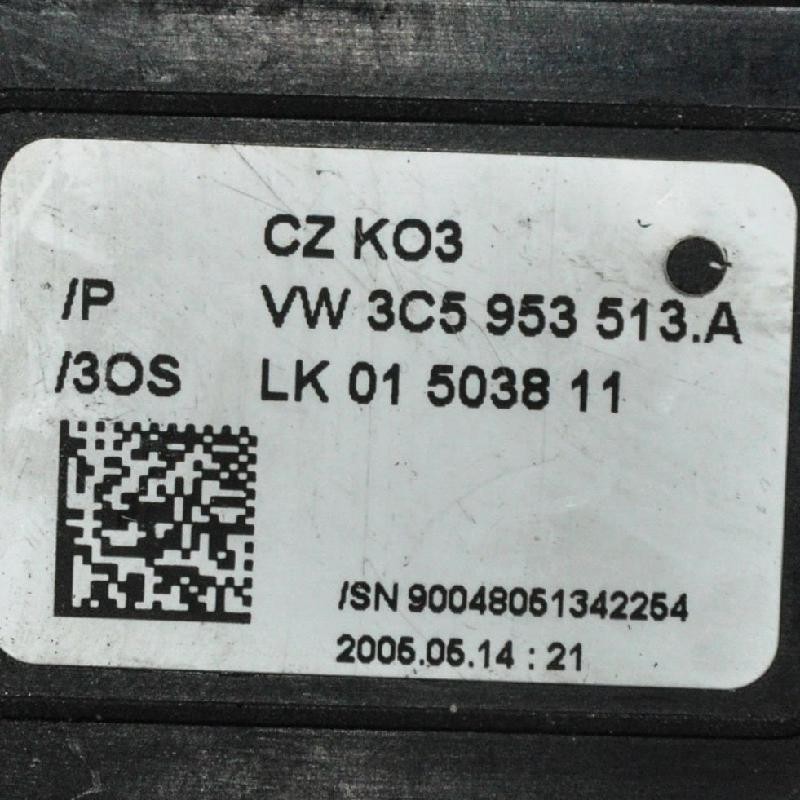 CZ KO3
/P VW 3C5 953 513.A
/3OS LK 01 5038 11
/SN 90048051342254
2005.05.14 : 21